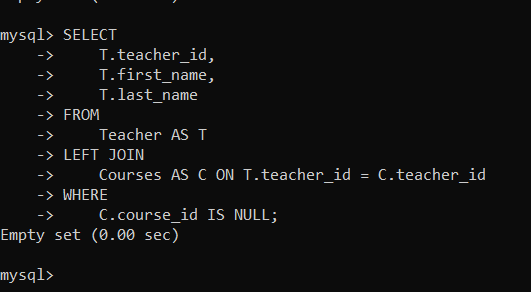 mysql> SELECT
    ->     T.teacher_id,
    ->     T.first_name,
    ->     T.last_name
    -> FROM
    ->     Teacher AS T
    -> LEFT JOIN
    ->     Courses AS C ON T.teacher_id = C.teacher_id
    -> WHERE
    ->     C.course_id IS NULL;
Empty set (0.00 sec)
mysql>